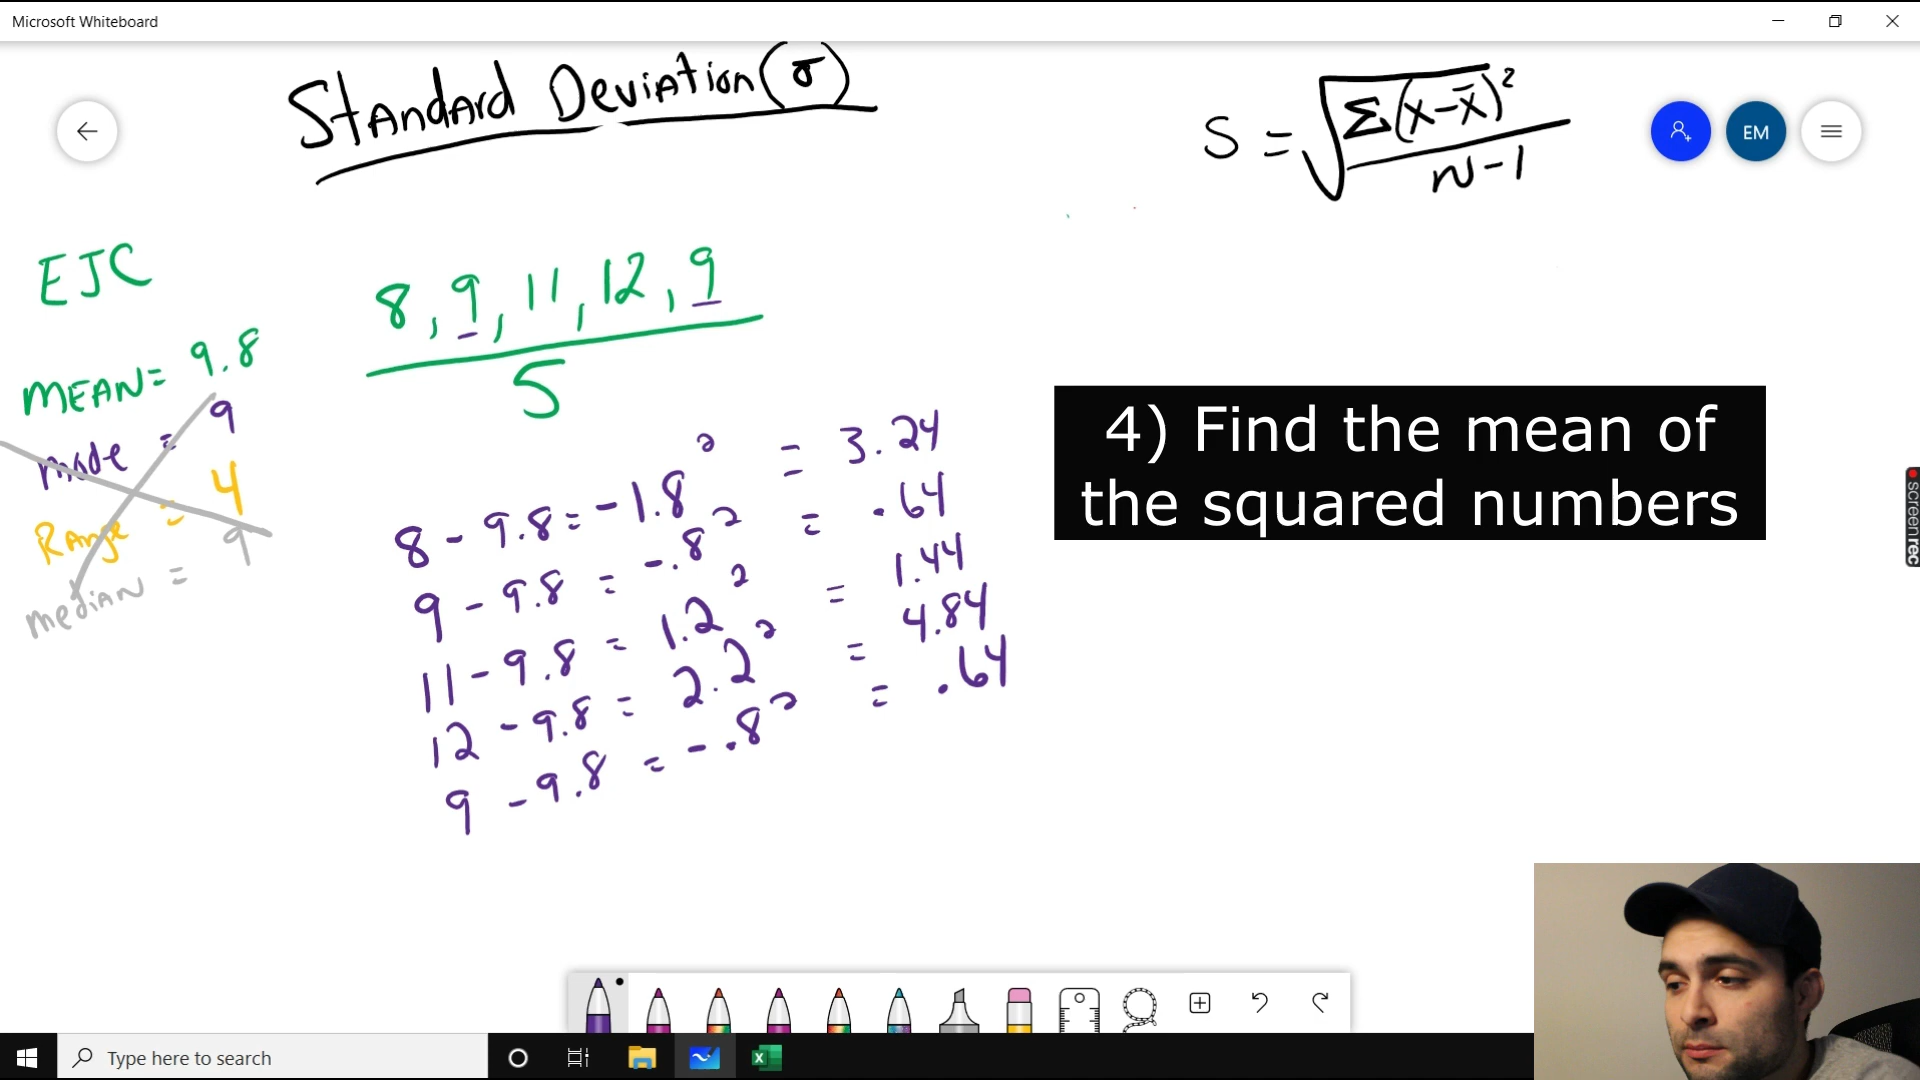 Microsoft Whiteboard
Standard Deviation (σ)
S = √Σ(x-x̄)²
n-1
EM
EJC
8, 9, 11, 12, 9
5
MEAN = 9.8
mode = 9
Range = 4
median = 9
4) Find the mean of
the squared numbers
8 - 9.8 = -1.8² = 3.24
9 - 9.8 = -.8² = .64
11 - 9.8 = 1.2² = 1.44
12 - 9.8 = 2.2² = 4.84
9 - 9.8 = -.8² = .64
screenrec
Type here to search